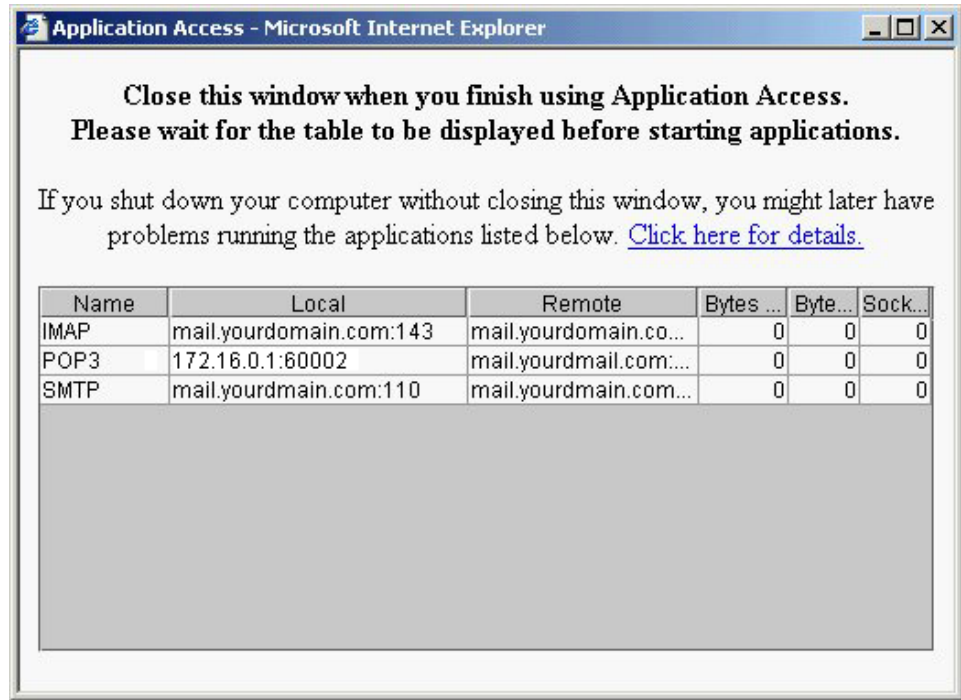 Application Access - Microsoft Internet Explorer
Close this window when you finish using Application Access.
Please wait for the table to be displayed before starting applications.
If you shut down your computer without closing this window, you might later have
problems running the applications listed below. Click here for details.
Name Local Remote Bytes ... Byte... Sock...
IMAP mail.yourdomain.com:143 mail.yourdomain.co... 0 0 0
POP3 172.16.0.1:60002 mail.yourdmail.com:... 0 0 0
SMTP mail.yourdmain.com:110 mail.yourdmain.com... 0 0 0